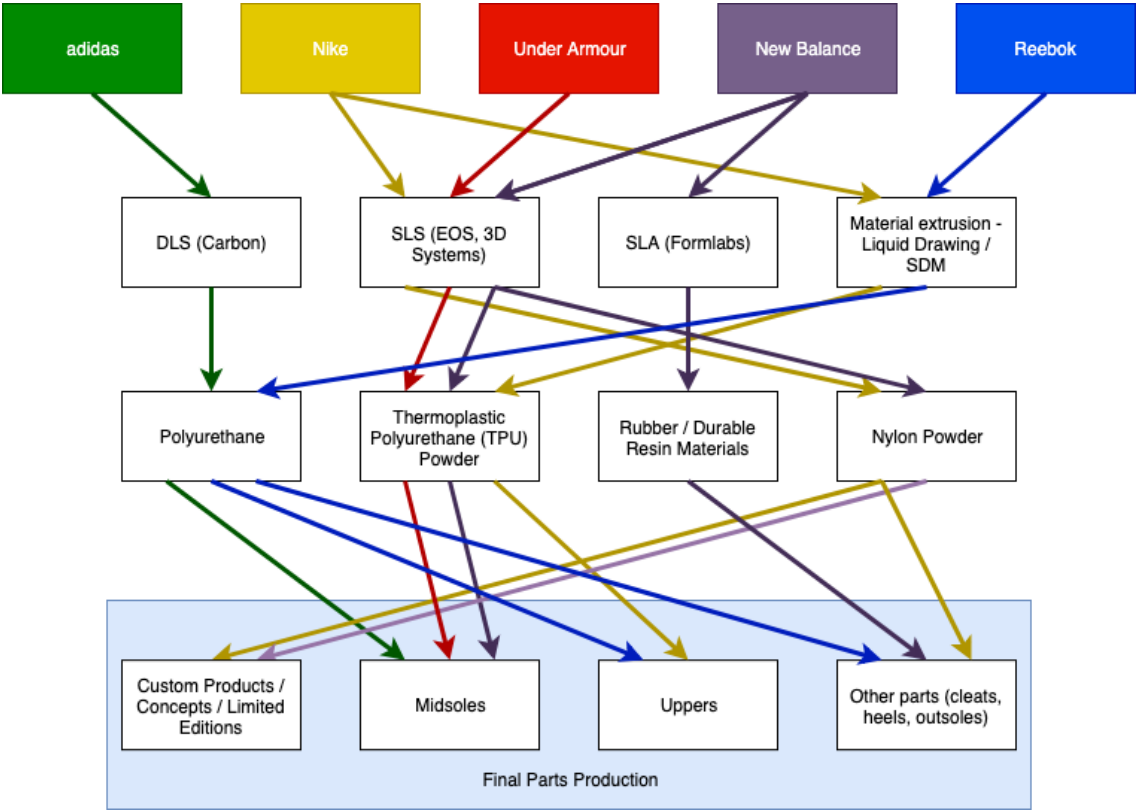 adidas
Nike
Under Armour
New Balance
Reebok
DLS (Carbon)
SLS (EOS, 3D
Systems)
SLA (Formlabs)
Material extrusion -
Liquid Drawing /
SDM
Polyurethane
Thermoplastic
Polyurethane (TPU)
Powder
Rubber / Durable
Resin Materials
Nylon Powder
Custom Products /
Concepts / Limited
Editions
Midsoles
Uppers
Other parts (cleats,
heels, outsoles)
Final Parts Production